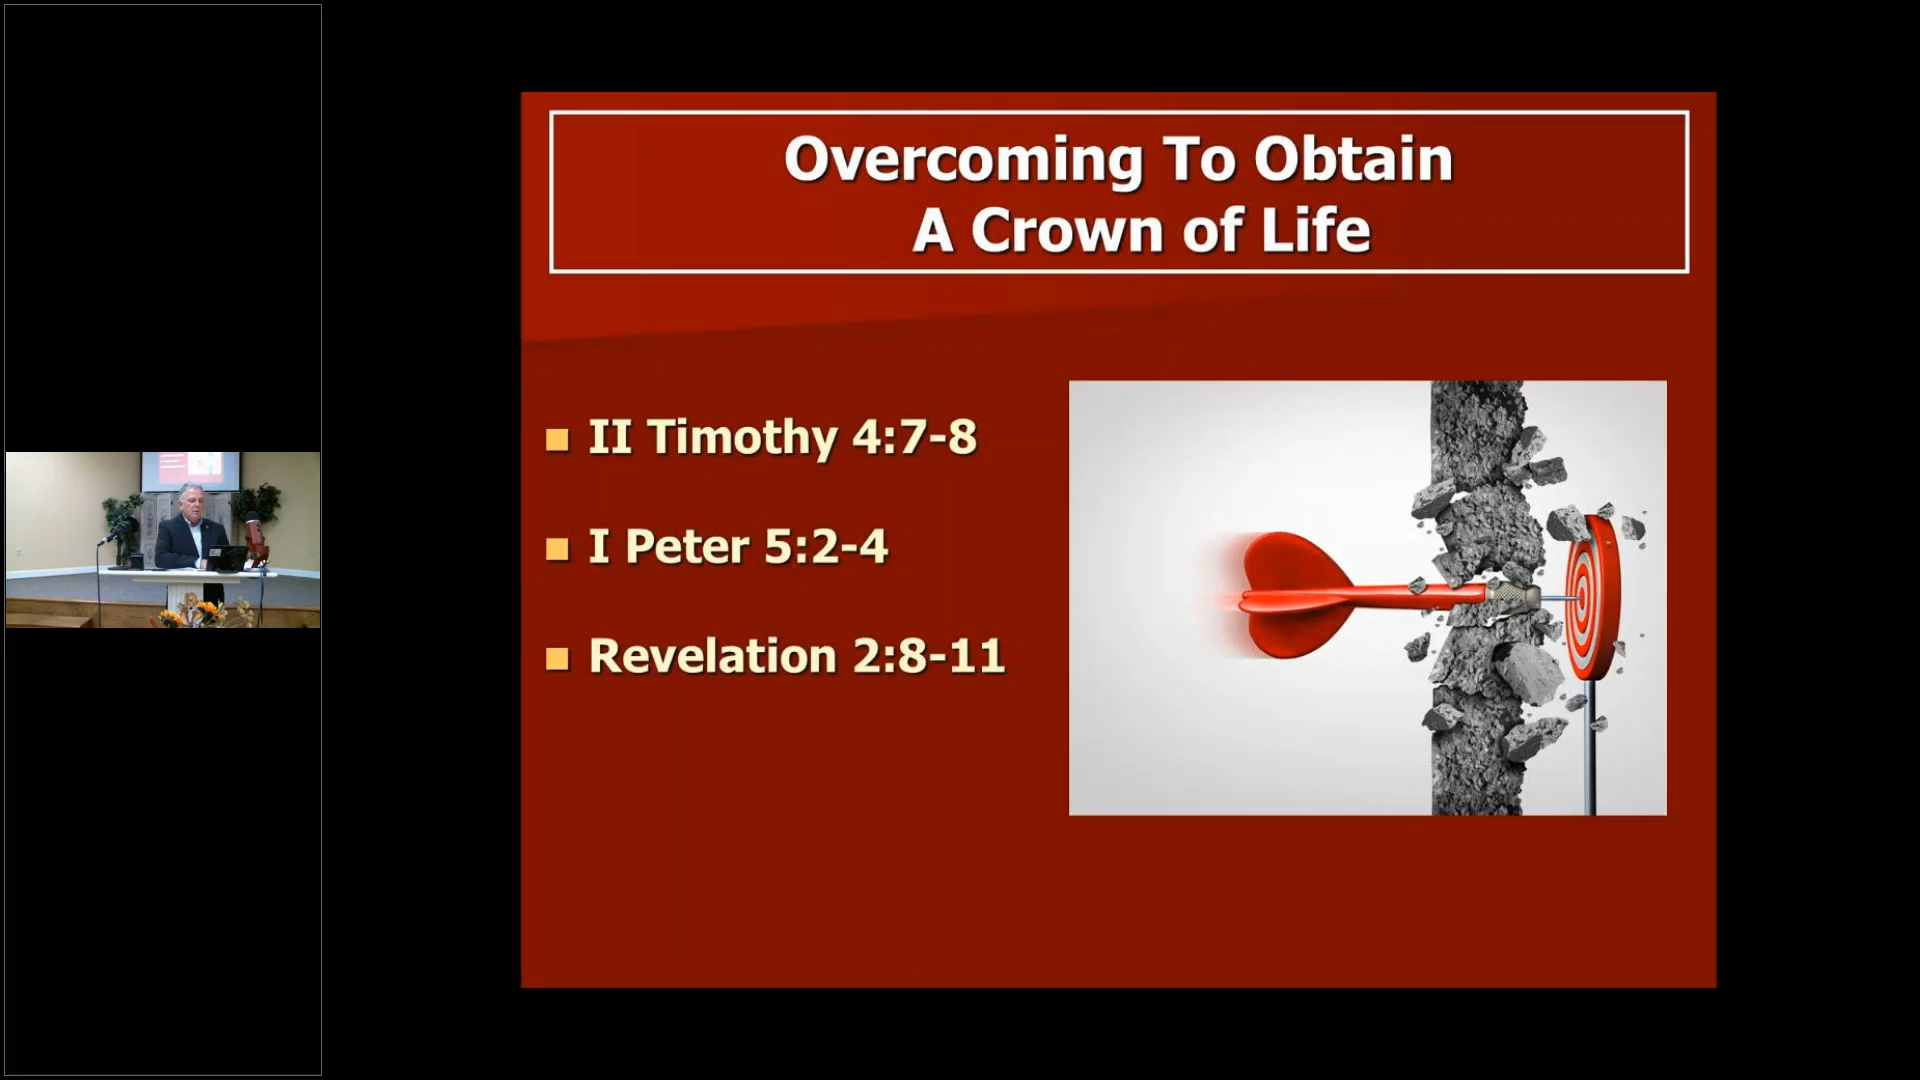 Overcoming To Obtain
A Crown of Life
II Timothy 4:7-8
I Peter 5:2-4
Revelation 2:8-11